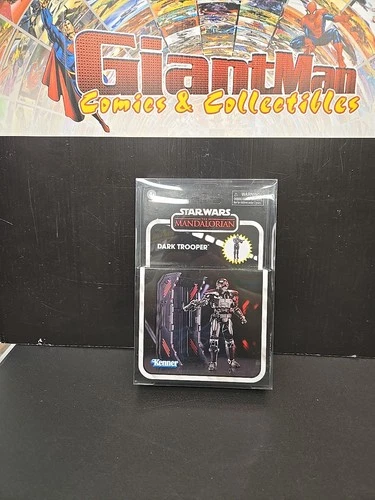 GiantMan
Comics & Collectibles
STAR WARS
THE MANDALORIAN
DARK TROOPER
Kenner